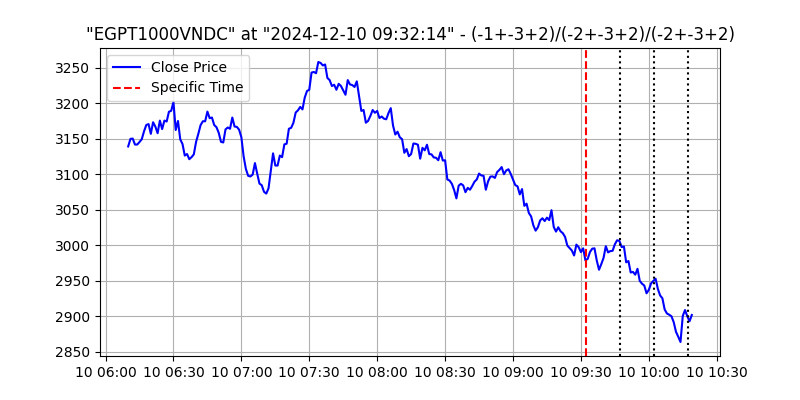 "EGPT1000VNDC" at "2024-12-10 09:32:14" - (-1+-3+2)/(-2+-3+2)/(-2+-3+2)
Close Price
Specific Time
3250
3200
3150
3100
3050
3000
2950
2900
2850
10 06:00 10 06:30 10 07:00 10 07:30 10 08:00 10 08:30 10 09:00 10 09:30 10 10:00 10 10:30